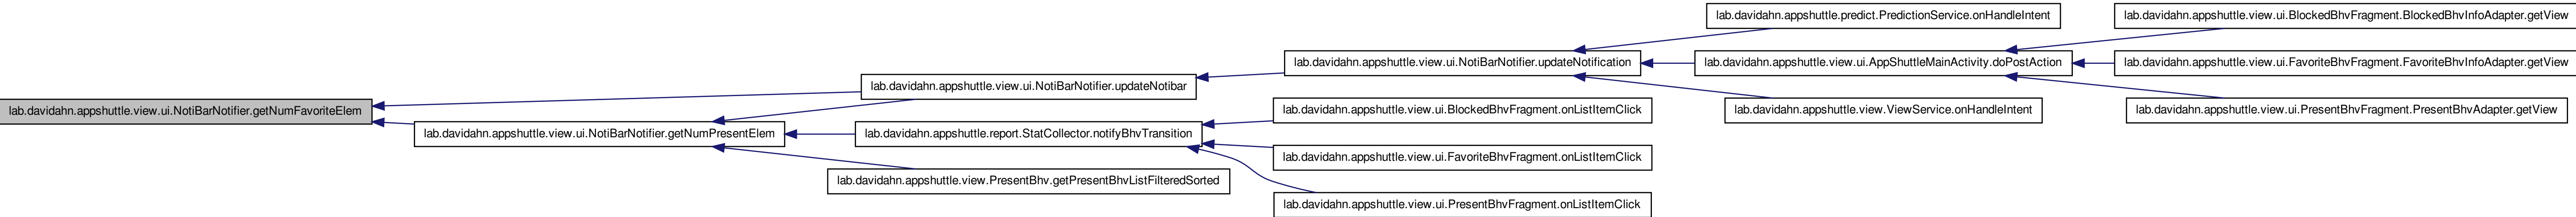 lab.davidahn.appshuttle.view.ui.NotiBarNotifier.getNumFavoriteElem
lab.davidahn.appshuttle.view.ui.NotiBarNotifier.updateNotibar
lab.davidahn.appshuttle.view.ui.NotiBarNotifier.getNumPresentElem
lab.davidahn.appshuttle.report.StatCollector.notifyBhvTransition
lab.davidahn.appshuttle.view.PresentBhv.getPresentBhvListFilteredSorted
lab.davidahn.appshuttle.view.ui.NotiBarNotifier.updateNotification
lab.davidahn.appshuttle.view.ui.BlockedBhvFragment.onListItemClick
lab.davidahn.appshuttle.view.ui.FavoriteBhvFragment.onListItemClick
lab.davidahn.appshuttle.view.ui.PresentBhvFragment.onListItemClick
lab.davidahn.appshuttle.predict.PredictionService.onHandleIntent
lab.davidahn.appshuttle.view.ui.AppShuttleMainActivity.doPostAction
lab.davidahn.appshuttle.view.ViewService.onHandleIntent
lab.davidahn.appshuttle.view.ui.BlockedBhvFragment.BlockedBhvInfoAdapter.getView
lab.davidahn.appshuttle.view.ui.FavoriteBhvFragment.FavoriteBhvInfoAdapter.getView
lab.davidahn.appshuttle.view.ui.PresentBhvFragment.PresentBhvAdapter.getView